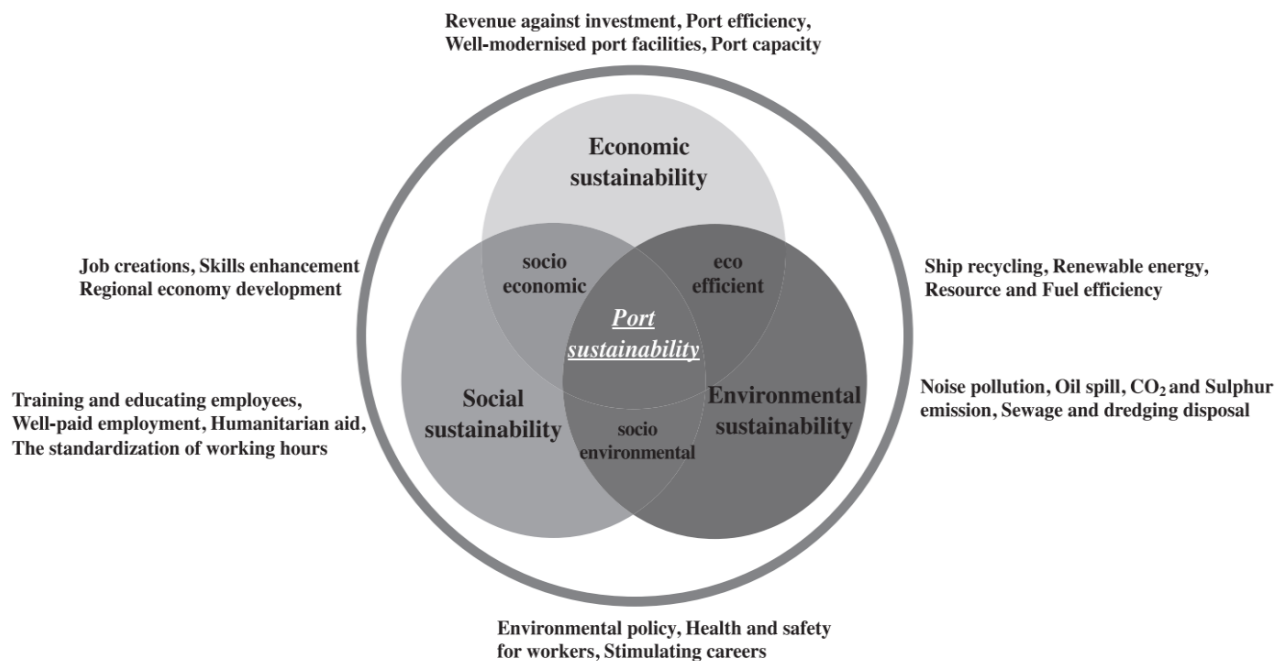 Revenue against investment, Port efficiency,
Well-modernised port facilities, Port capacity
Economic
sustainability
socio
economic
eco
efficient
Job creations, Skills enhancement
Regional economy development
Ship recycling, Renewable energy,
Resource and Fuel efficiency
Port
sustainability
Training and educating employees,
Well-paid employment, Humanitarian aid,
The standardization of working hours
Social
sustainability
Environmental
sustainability
Noise pollution, Oil spill, CO₂ and Sulphur
emission, Sewage and dredging disposal
socio
environmental
Environmental policy, Health and safety
for workers, Stimulating careers